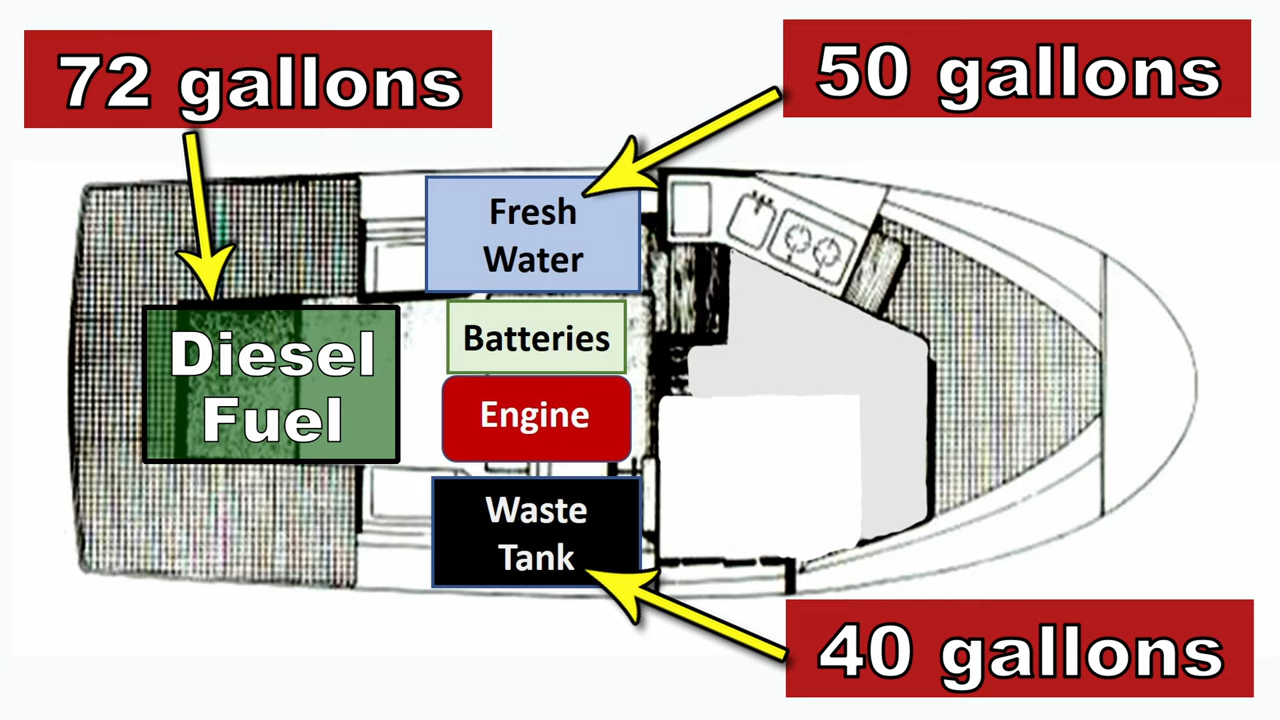 72 gallons
50 gallons
Fresh
Water
Batteries
Diesel
Fuel
Engine
Waste
Tank
40 gallons